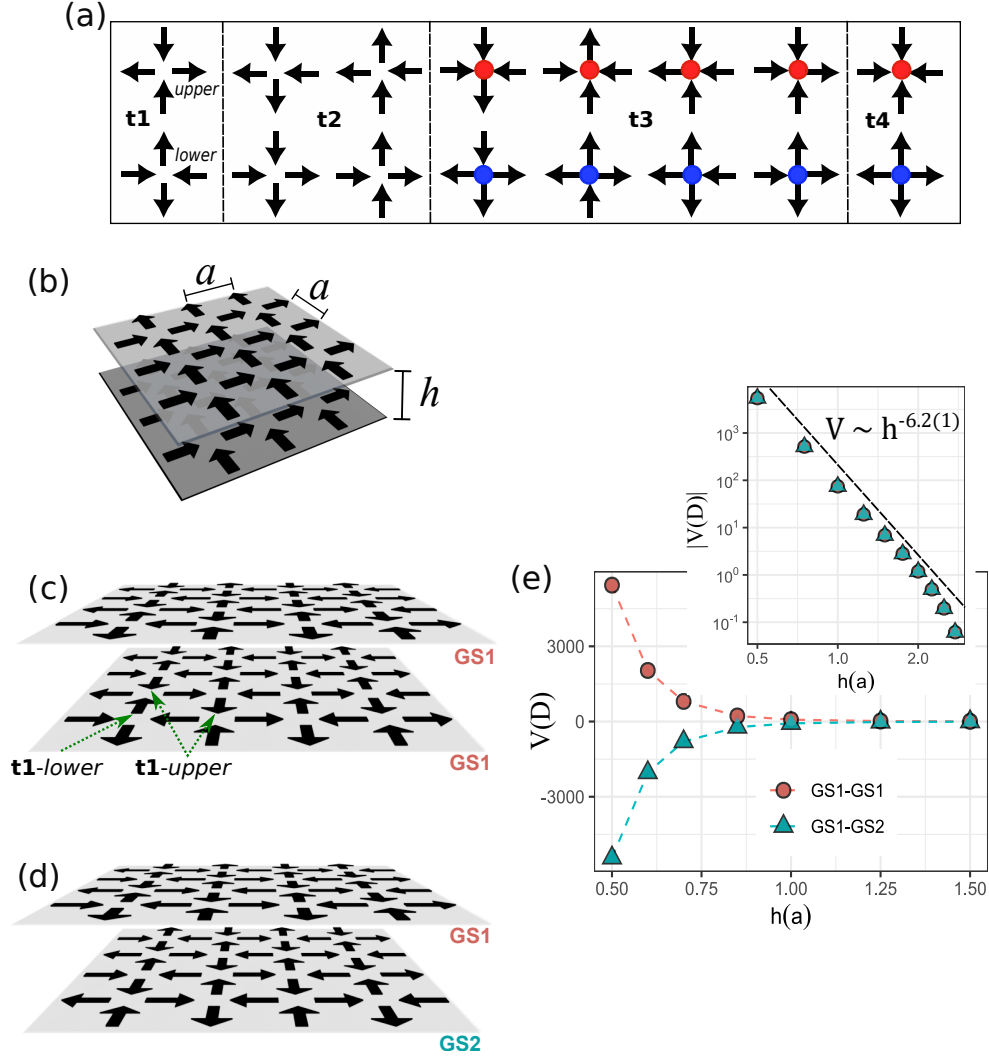 (a)
upper
t1
t2
t3
t4
lower
(b)
a
a
h
V ~ h^-6.2(1)
10^3
10^2
10^1
10^0
10^-1
|V(D)|
0.5 1.0 2.0
h(a)
(c)
GS1
GS1
t1-lower t1-upper
(d)
GS1
GS2
(e)
V(D)
3000
0
-3000
GS1-GS1
GS1-GS2
0.50 0.75 1.00 1.25 1.50
h(a)